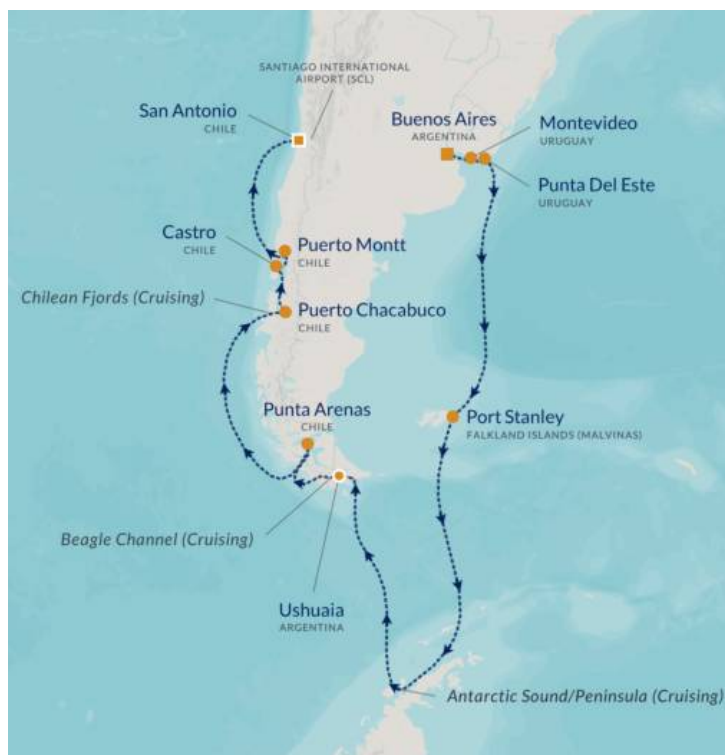 SANTIAGO INTERNATIONAL
AIRPORT (SCL)
San Antonio
CHILE
Buenos Aires
ARGENTINA
Montevideo
URUGUAY
Punta Del Este
URUGUAY
Castro
CHILE
Puerto Montt
CHILE
Chilean Fjords (Cruising)
Puerto Chacabuco
CHILE
Punta Arenas
CHILE
Port Stanley
FALKLAND ISLANDS (MALVINAS)
Beagle Channel (Cruising)
Ushuaia
ARGENTINA
Antarctic Sound/Peninsula (Cruising)